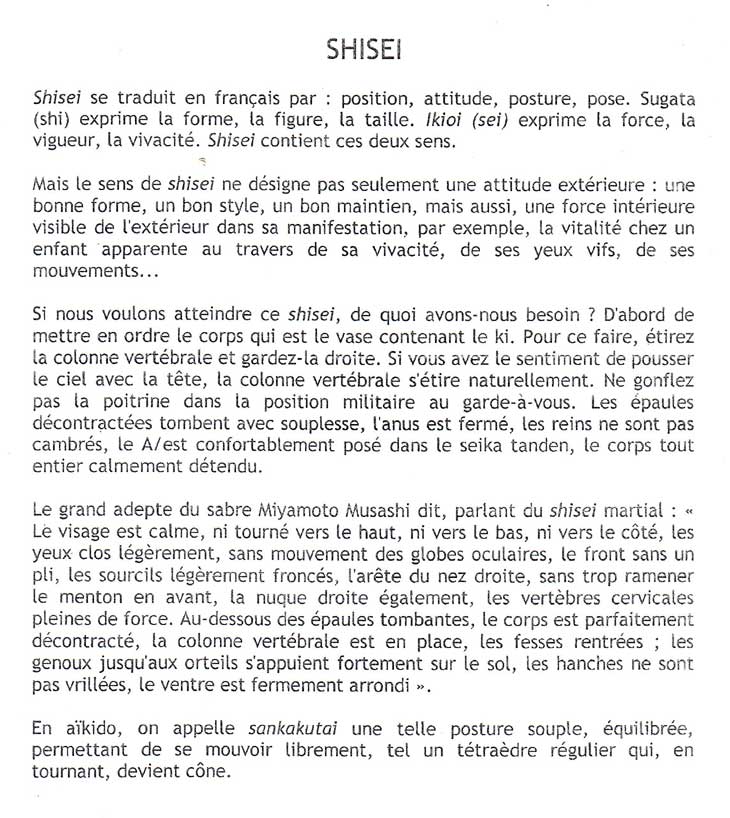 SHISEI
Shisei se traduit en français par : position, attitude, posture, pose. Sugata
(shi) exprime la forme, la figure, la taille. Ikioi (sei) exprime la force, la
vigueur, la vivacité. Shisei contient ces deux sens.
Mais le sens de shisei ne désigne pas seulement une attitude extérieure : une
bonne forme, un bon style, un bon maintien, mais aussi, une force intérieure
visible de l'extérieur dans sa manifestation, par exemple, la vitalité chez un
enfant apparente au travers de sa vivacité, de ses yeux vifs, de ses
mouvements...
Si nous voulons atteindre ce shisei, de quoi avons-nous besoin ? D'abord de
mettre en ordre le corps qui est le vase contenant le ki. Pour ce faire, étirez
la colonne vertébrale et gardez-la droite. Si vous avez le sentiment de pousser
le ciel avec la tête, la colonne vertébrale s'étire naturellement. Ne gonflez
pas la poitrine dans la position militaire au garde-à-vous. Les épaules
décontractées tombent avec souplesse, l'anus est fermé, les reins ne sont pas
cambrés, le A/est confortablement posé dans le seika tanden, le corps tout
entier calmement détendu.
Le grand adepte du sabre Miyamoto Musashi dit, parlant du shisei martial : «
Le visage est calme, ni tourné vers le haut, ni vers le bas, ni vers le côté, les
yeux clos légèrement, sans mouvement des globes oculaires, le front sans un
pli, les sourcils légèrement froncés, l'arête du nez droite, sans trop ramener
le menton en avant, la nuque droite également, les vertèbres cervicales
pleines de force. Au-dessous des épaules tombantes, le corps est parfaitement
décontracté, la colonne vertébrale est en place, les fesses rentrées ; les
genoux jusqu'aux orteils s'appuient fortement sur le sol, les hanches ne sont
pas vrillées, le ventre est fermement arrondi ».
En aïkido, on appelle sankakutai une telle posture souple, équilibrée,
permettant de se mouvoir librement, tel un tétraèdre régulier qui, en
tournant, devient cône.